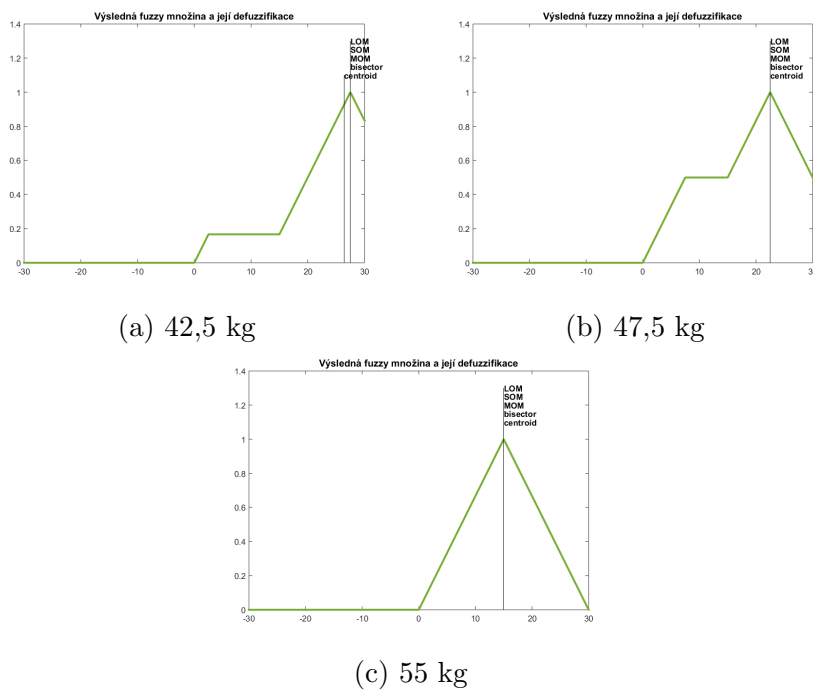 Výsledná fuzzy množina a její defuzzifikace
1.4
1.2
1
0.8
0.6
0.4
0.2
0
-30
-20
-10
0
10
20
30
LOM
SOM
MOM
bisector
centroid
(a) 42,5 kg
Výsledná fuzzy množina a její defuzzifikace
1.4
1.2
1
0.8
0.6
0.4
0.2
0
-30
-20
-10
0
10
20
30
LOM
SOM
MOM
bisector
centroid
(b) 47,5 kg
Výsledná fuzzy množina a její defuzzifikace
1.4
1.2
1
0.8
0.6
0.4
0.2
0
-30
-20
-10
0
10
20
30
LOM
SOM
MOM
bisector
centroid
(c) 55 kg